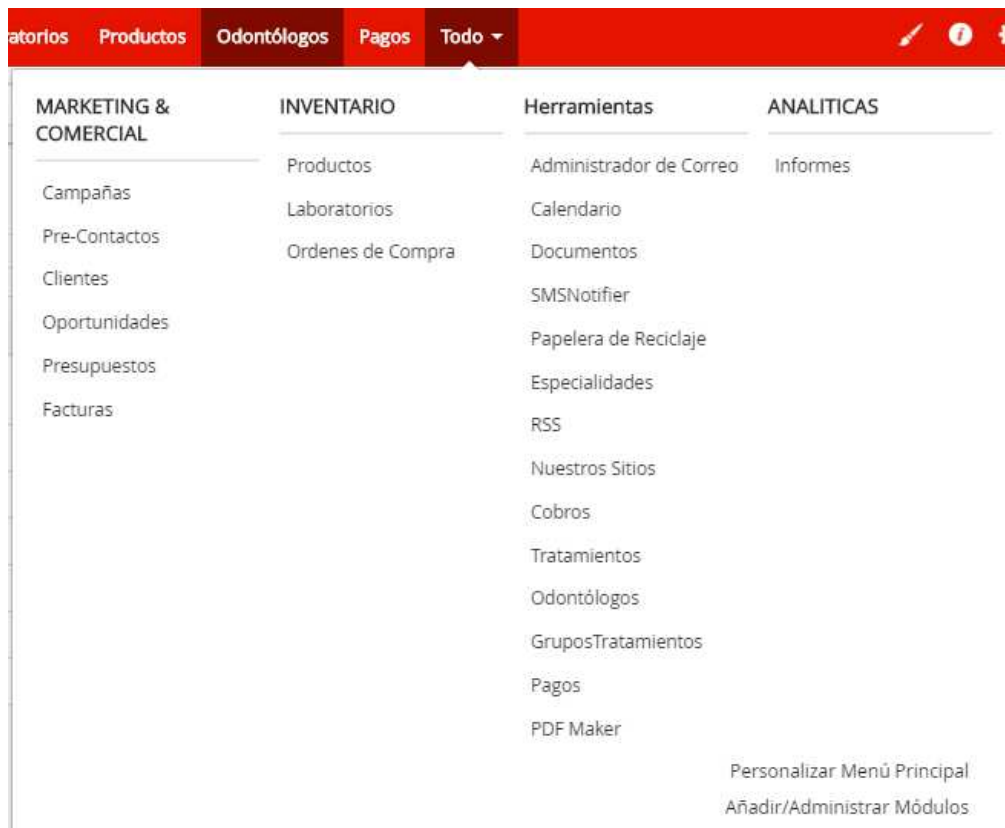 Productos Odontólogos Pagos Todo
MARKETING &
COMERCIAL
Campañas
Pre-Contactos
Clientes
Oportunidades
Presupuestos
Facturas
INVENTARIO
Productos
Laboratorios
Ordenes de Compra
Herramientas
Administrador de Correo
Calendario
Documentos
SMSNotifier
Papelera de Reciclaje
Especialidades
RSS
Nuestros Sitios
Cobros
Tratamientos
Odontólogos
GruposTratamientos
Pagos
PDF Maker
ANALITICAS
Informes
Personalizar Menú Principal
Añadir/Administrar Módulos